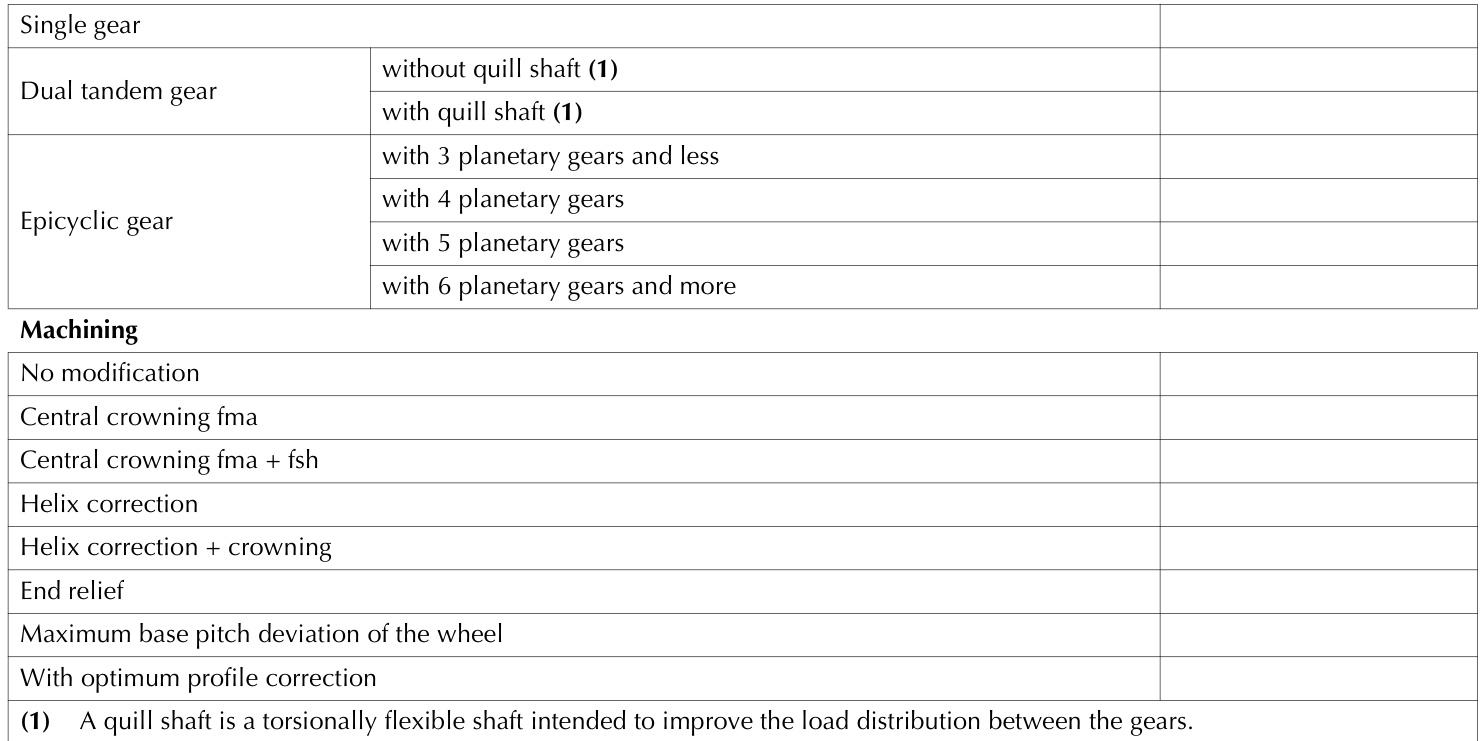 Single gear
Dual tandem gear
without quill shaft (1)
with quill shaft (1)
Epicyclic gear
with 3 planetary gears and less
with 4 planetary gears
with 5 planetary gears
with 6 planetary gears and more
Machining
No modification
Central crowning fma
Central crowning fma + fsh
Helix correction
Helix correction + crowning
End relief
Maximum base pitch deviation of the wheel
With optimum profile correction
(1) A quill shaft is a torsionally flexible shaft intended to improve the load distribution between the gears.